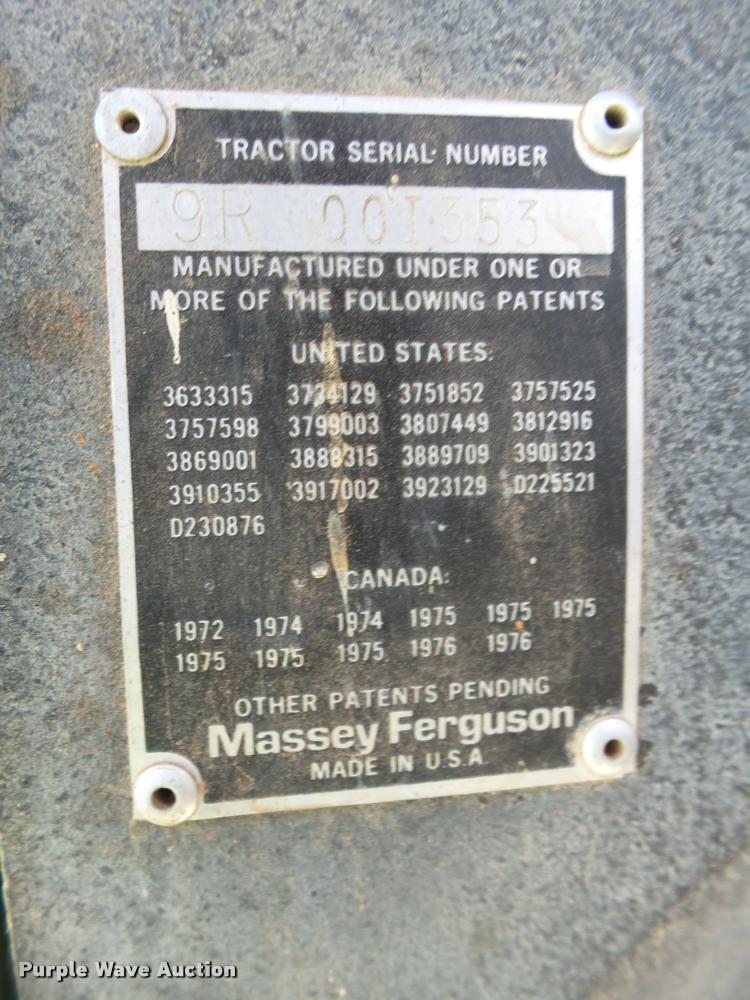 TRACTOR SERIAL NUMBER
9R 001353
MANUFACTURED UNDER ONE OR
MORE OF THE FOLLOWING PATENTS
UNITED STATES:
3633315 3734129 3751852 3757525
3757598 3799003 3807449 3812916
3869001 3888315 3889709 3901323
3910355 3917002 3923129 D225521
D230876
CANADA:
1972 1974 1974 1975 1975 1975
1975 1975 1975 1976 1976
OTHER PATENTS PENDING
Massey Ferguson
MADE IN U.S.A.
Purple Wave Auction